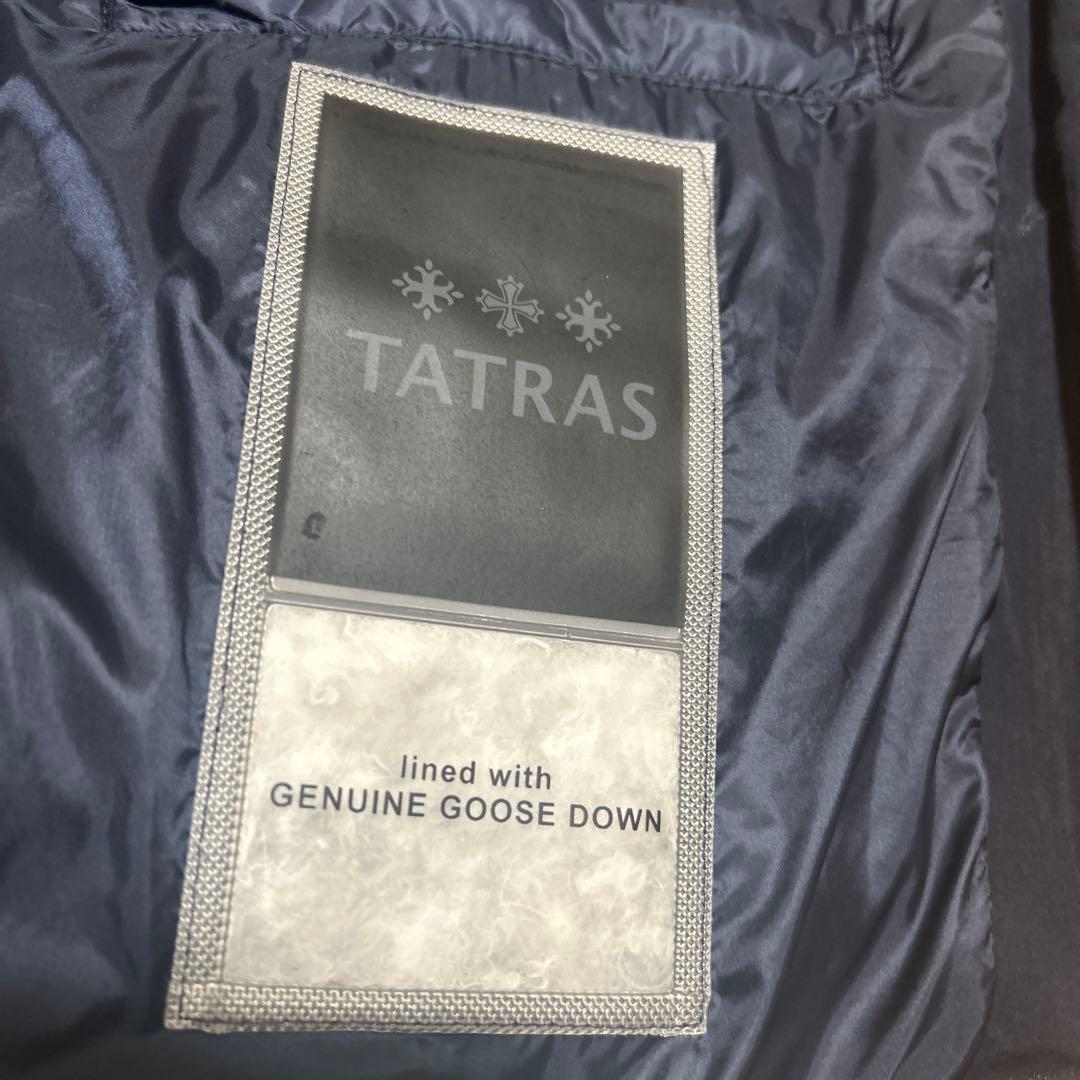 TATRAS
lined with
GENUINE GOOSE DOWN